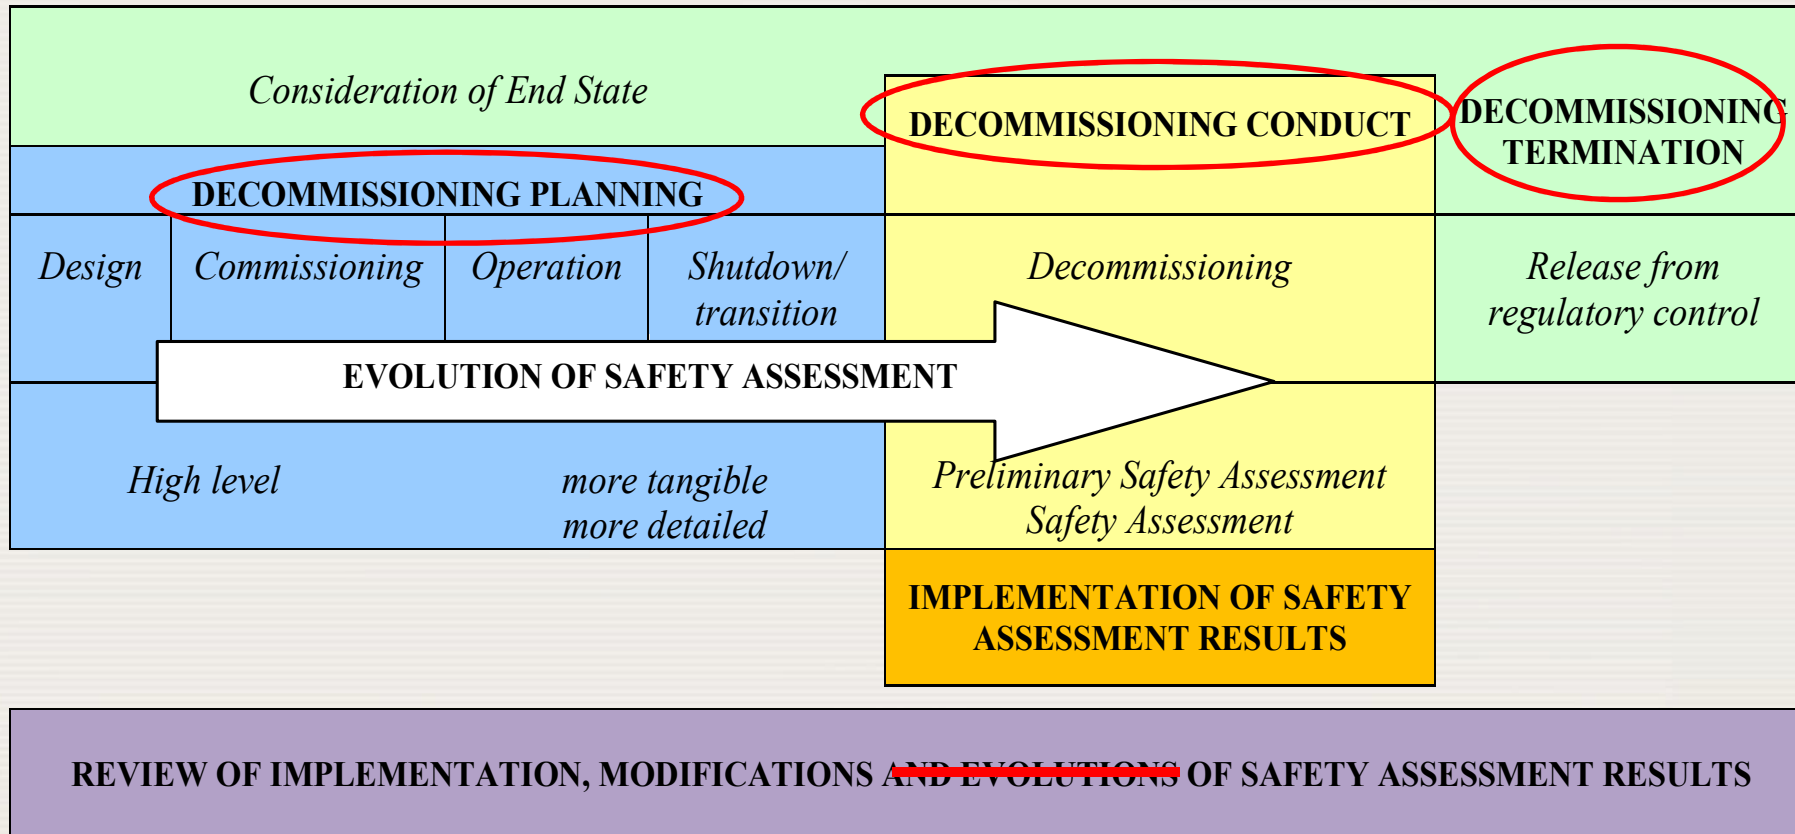 Consideration of End State
DECOMMISSIONING CONDUCT
DECOMMISSIONING
TERMINATION
DECOMMISSIONING PLANNING
Design
Commissioning
Operation
Shutdown/
transition
Decommissioning
Release from
regulatory control
EVOLUTION OF SAFETY ASSESSMENT
High level
more tangible
more detailed
Preliminary Safety Assessment
Safety Assessment
IMPLEMENTATION OF SAFETY
ASSESSMENT RESULTS
REVIEW OF IMPLEMENTATION, MODIFICATIONS AND EVOLUTIONS OF SAFETY ASSESSMENT RESULTS